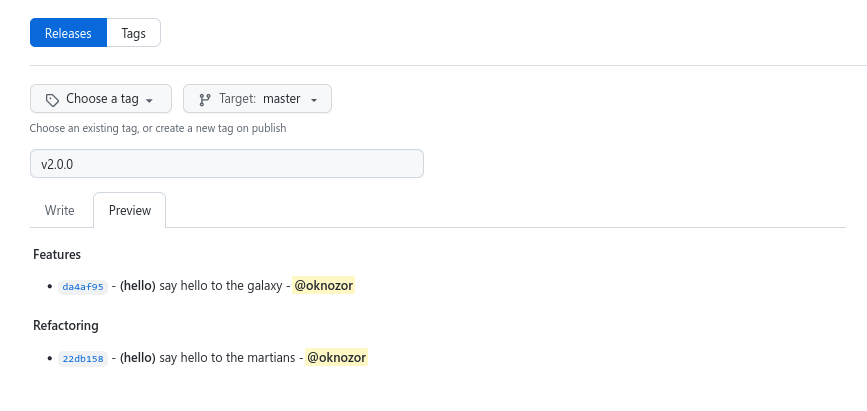 Releases Tags
Choose a tag Target: master
Choose an existing tag, or create a new tag on publish
v2.0.0
Write Preview
Features
• da4af95 - (hello) say hello to the galaxy - @oknozor
Refactoring
• 22db158 - (hello) say hello to the martians - @oknozor